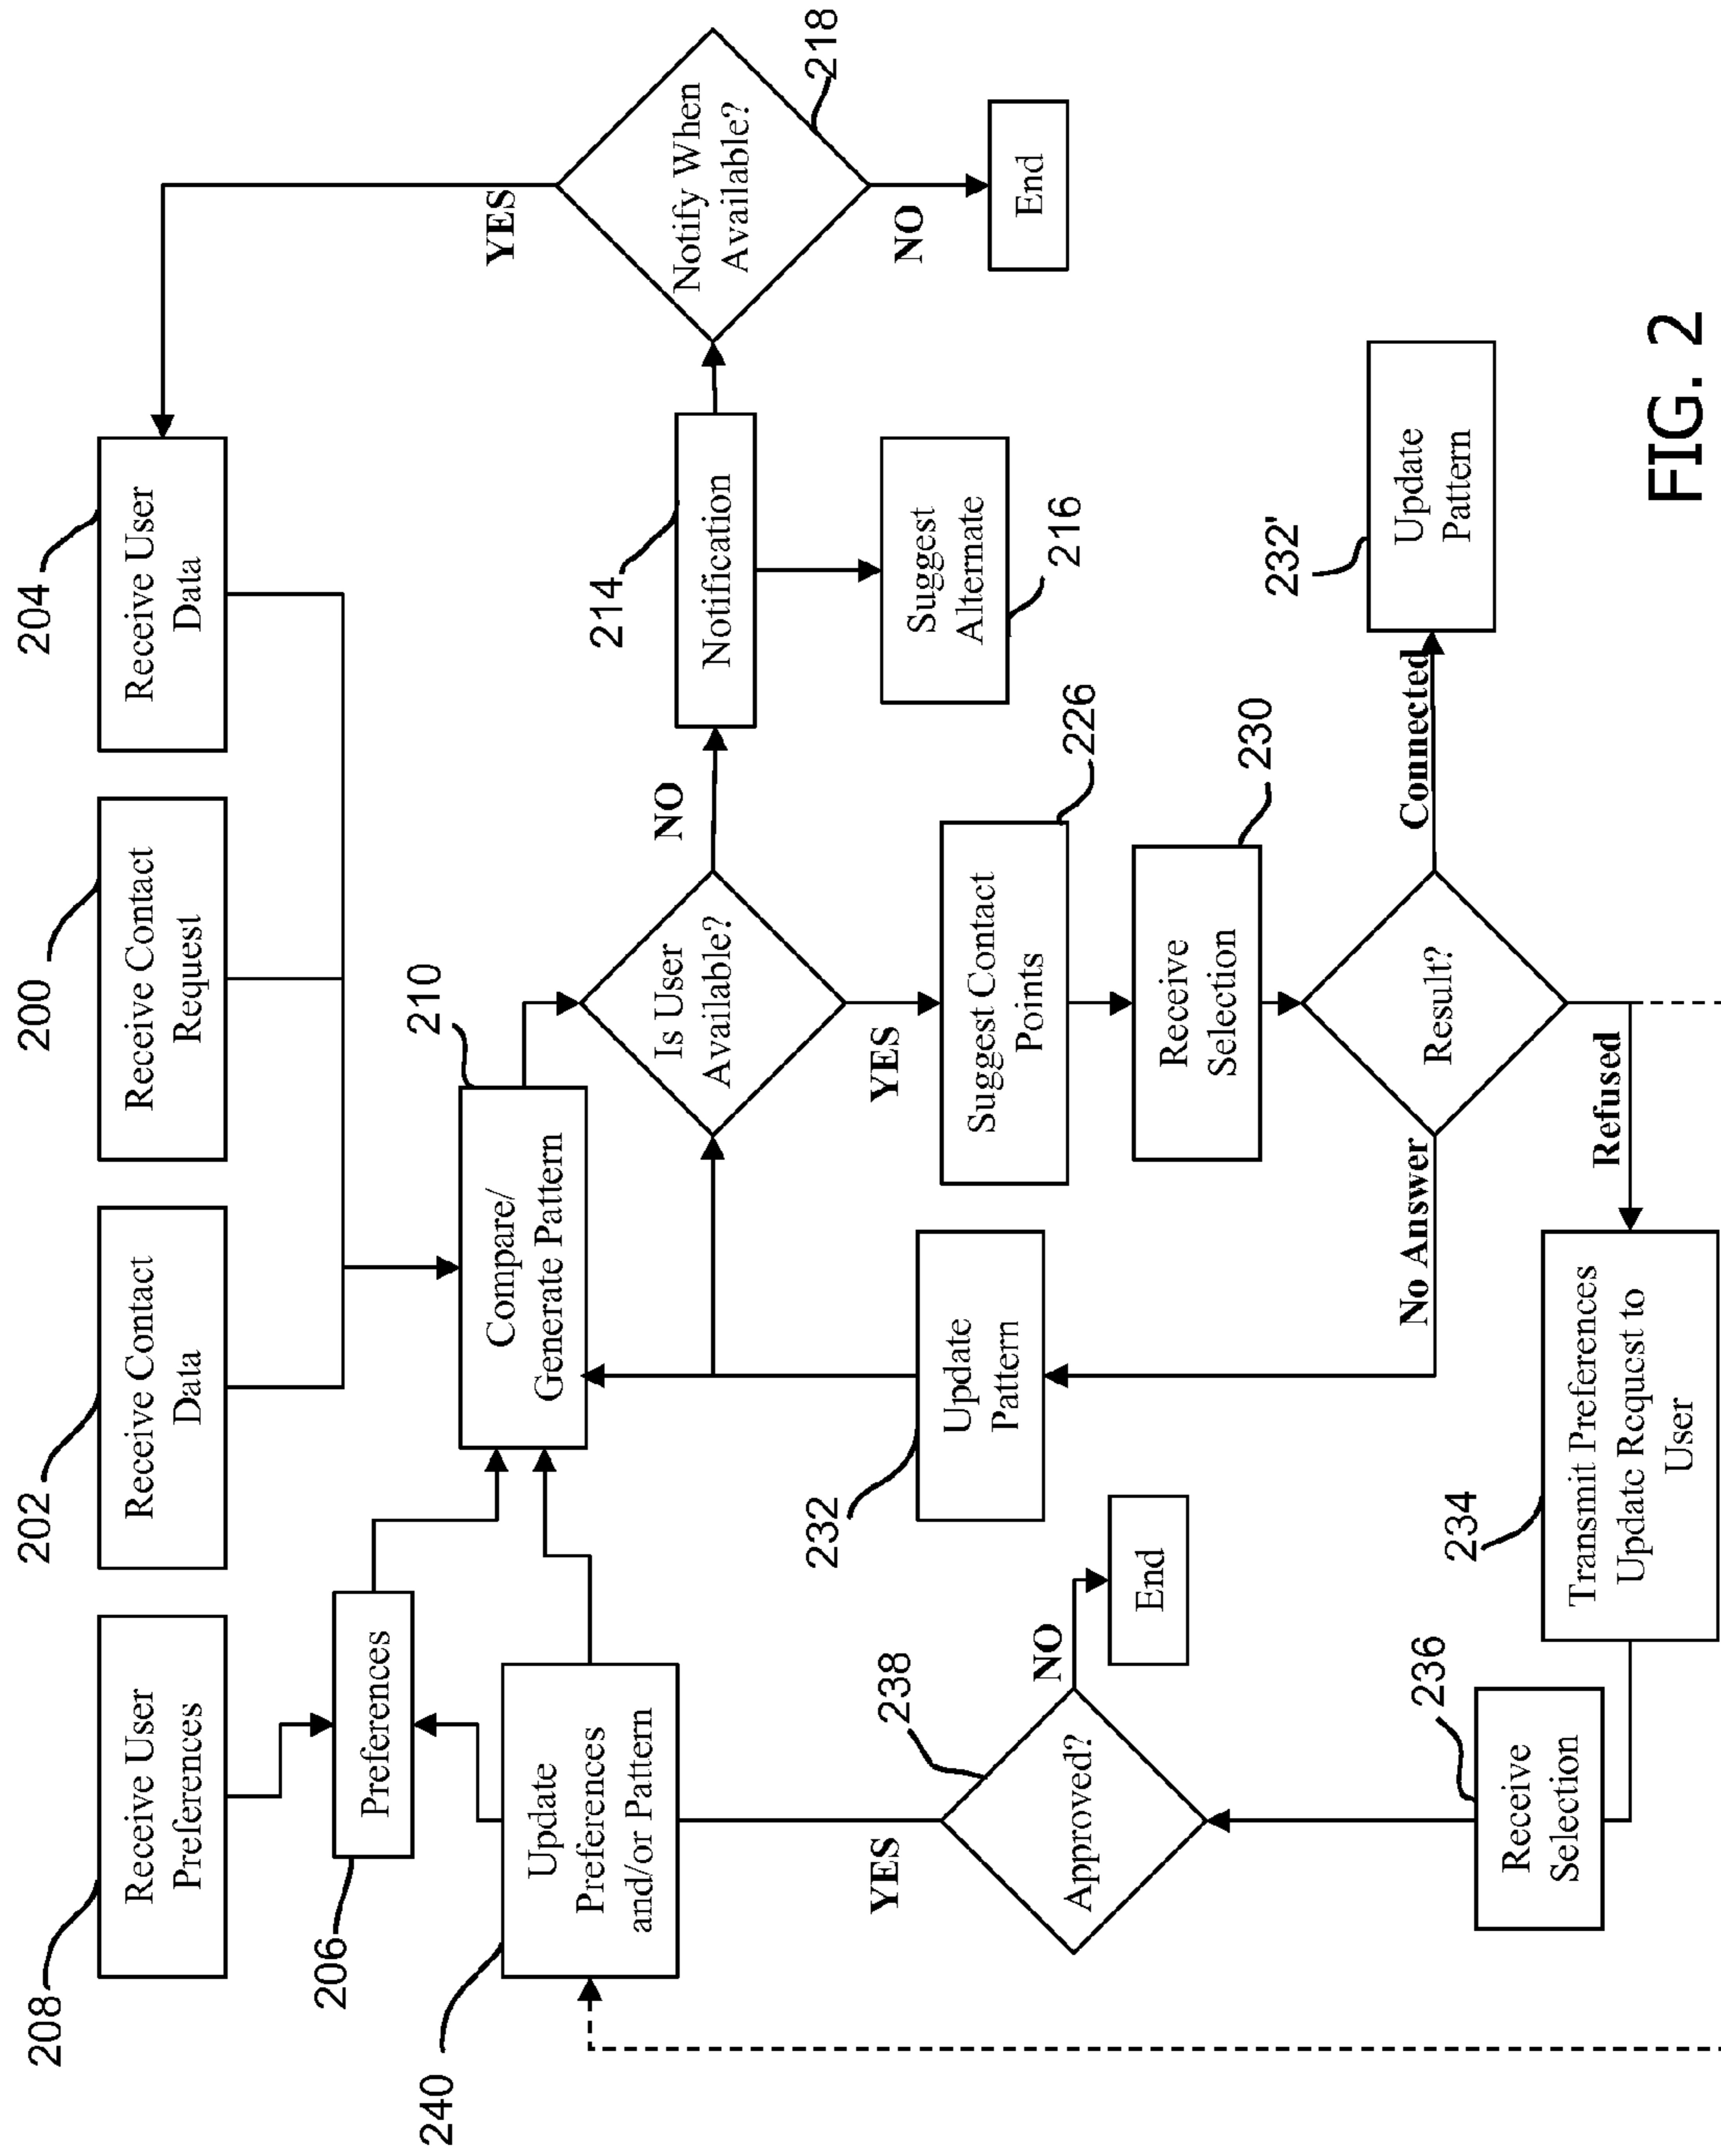 208
Receive User
Preferences
202
Receive Contact
Data
200
Receive Contact
Request
204
Receive User
Data
206
Preferences
240
Update
Preferences
and/or Pattern
210
Compare/
Generate Pattern
Is User
Available?
NO
YES
214
Notification
Suggest
Alternate
216
YES
Notify When
Available?
218
NO
End
232
Update
Pattern
Suggest Contact
Points
226
Receive
Selection
230
Result?
No Answer
Connected
Refused
232'
Update
Pattern
YES
Approved?
238
NO
End
236
Receive
Selection
234
Transmit Preferences
Update Request to
User
FIG. 2